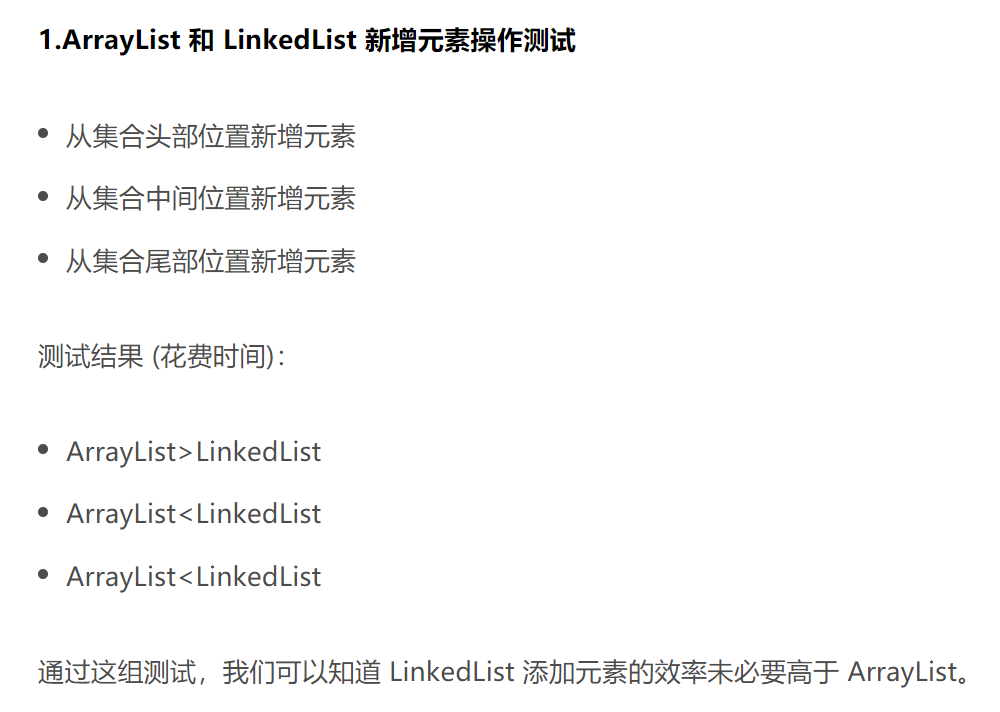 1.ArrayList 和 LinkedList 新增元素操作测试
从集合头部位置新增元素
从集合中间位置新增元素
从集合尾部位置新增元素
测试结果 (花费时间)：
ArrayList>LinkedList
ArrayList<LinkedList
ArrayList<LinkedList
通过这组测试，我们可以知道 LinkedList 添加元素的效率未必要高于 ArrayList。